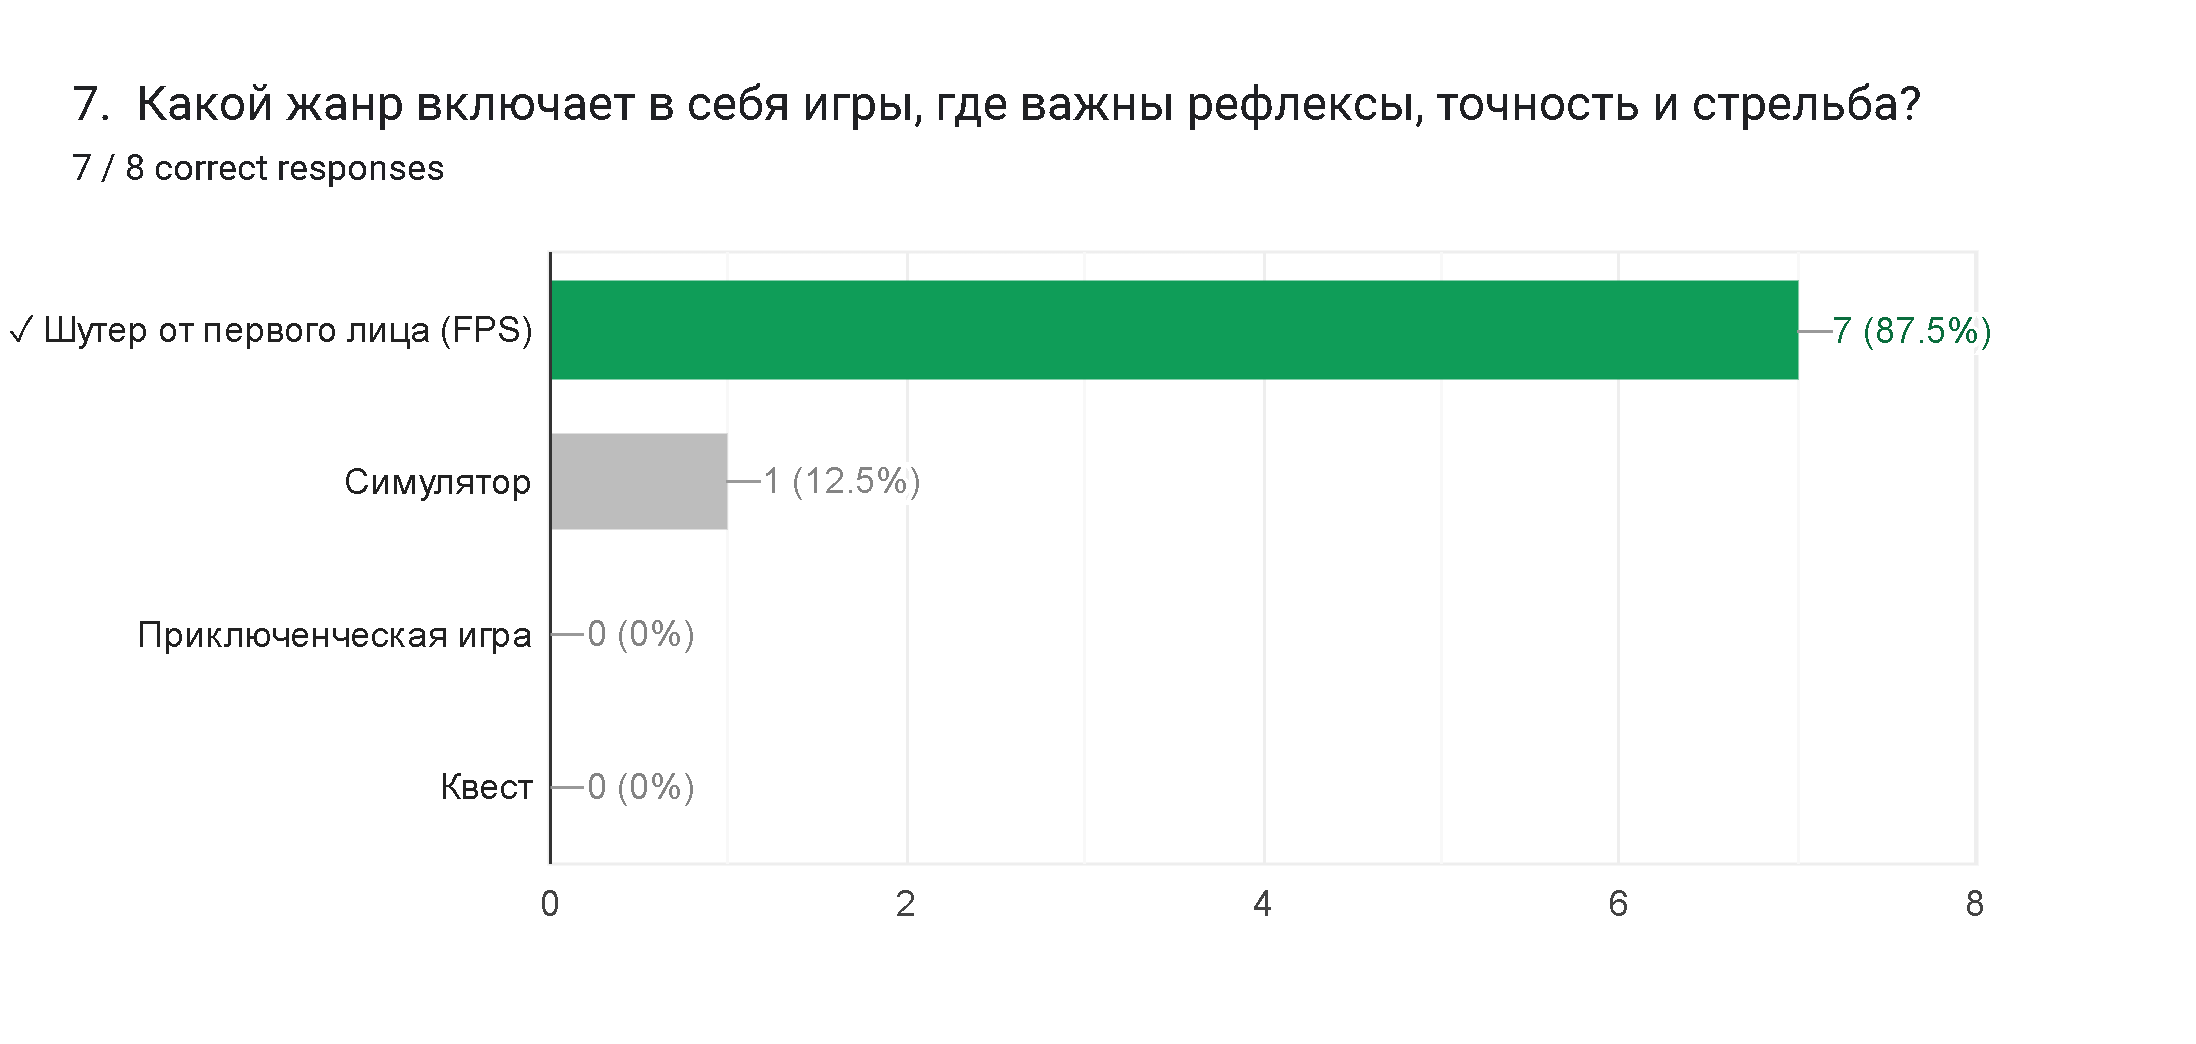 7. Какой жанр включает в себя игры, где важны рефлексы, точность и стрельба?
7 / 8 correct responses
✓ Шутер от первого лица (FPS)
7 (87.5%)
Симулятор
1 (12.5%)
Приключенческая игра
0 (0%)
Квест
0 (0%)
0 2 4 6 8